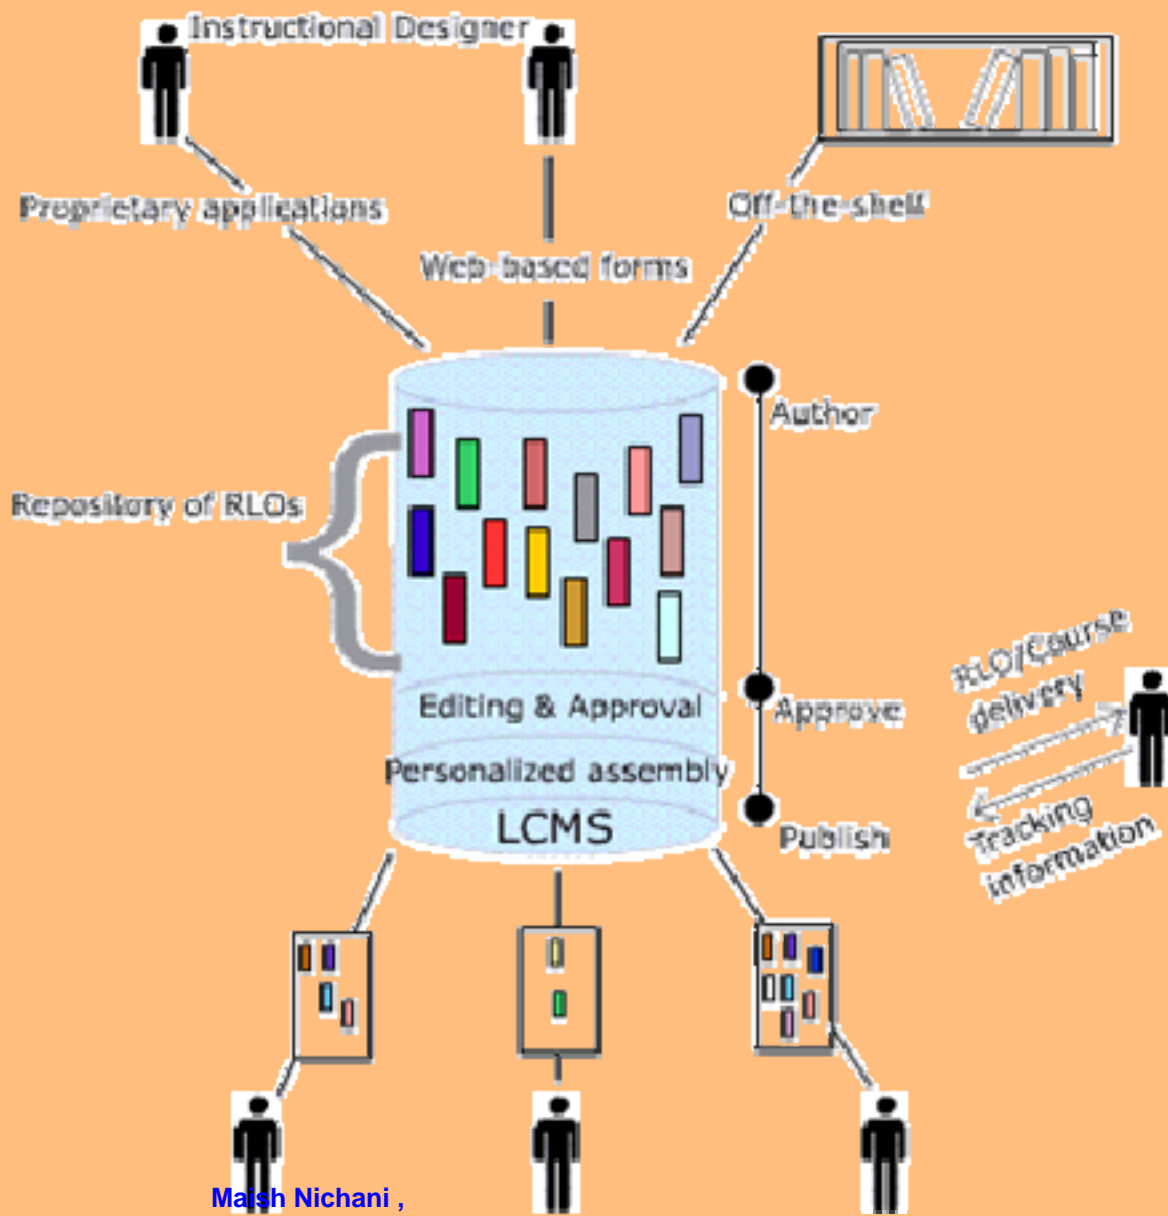 Instructional Designer
Proprietary applications
Off-the-shelf
Web-based forms
Author
Repository of RLOs
RLO/Course
delivery
Editing & Approval
Approve
Personalized assembly
LCMS
Publish
Tracking
information
Maish Nichani ,